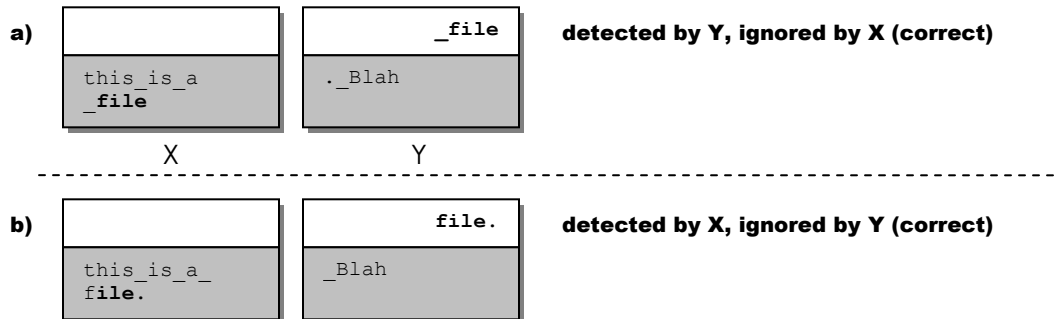 a)
_file
detected by Y, ignored by X (correct)
this_is_a
_file
._Blah
X
Y
b)
file.
detected by X, ignored by Y (correct)
this_is_a_
file.
_Blah